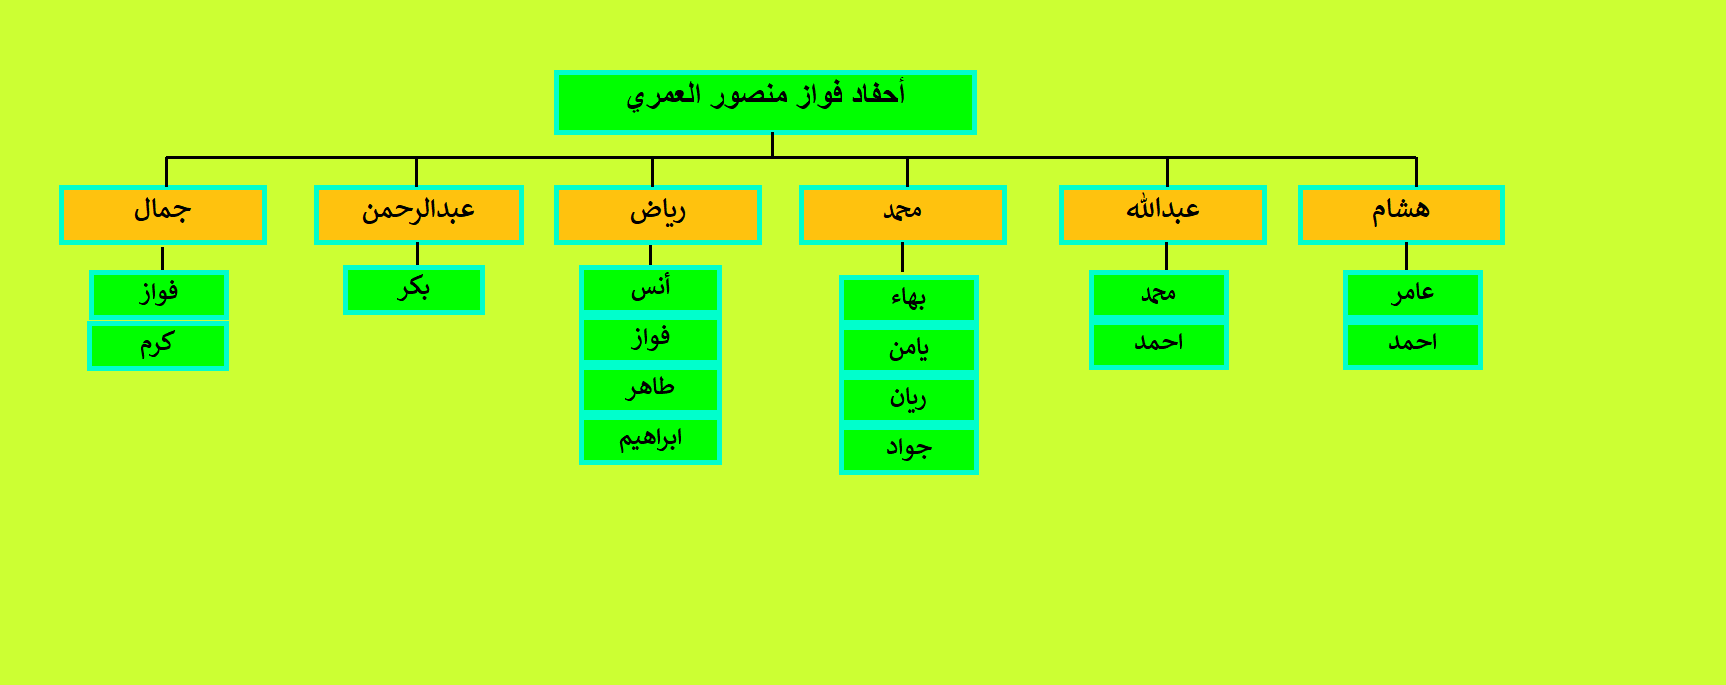 أحفاد فواز منصور العمري
هشام
عبدالله
محمد
رياض
عبدالرحمن
جمال
عامر
احمد
محمد
احمد
بهاء
يامن
ريان
جواد
أنس
فواز
طاهر
ابراهيم
بكر
فواز
كرم